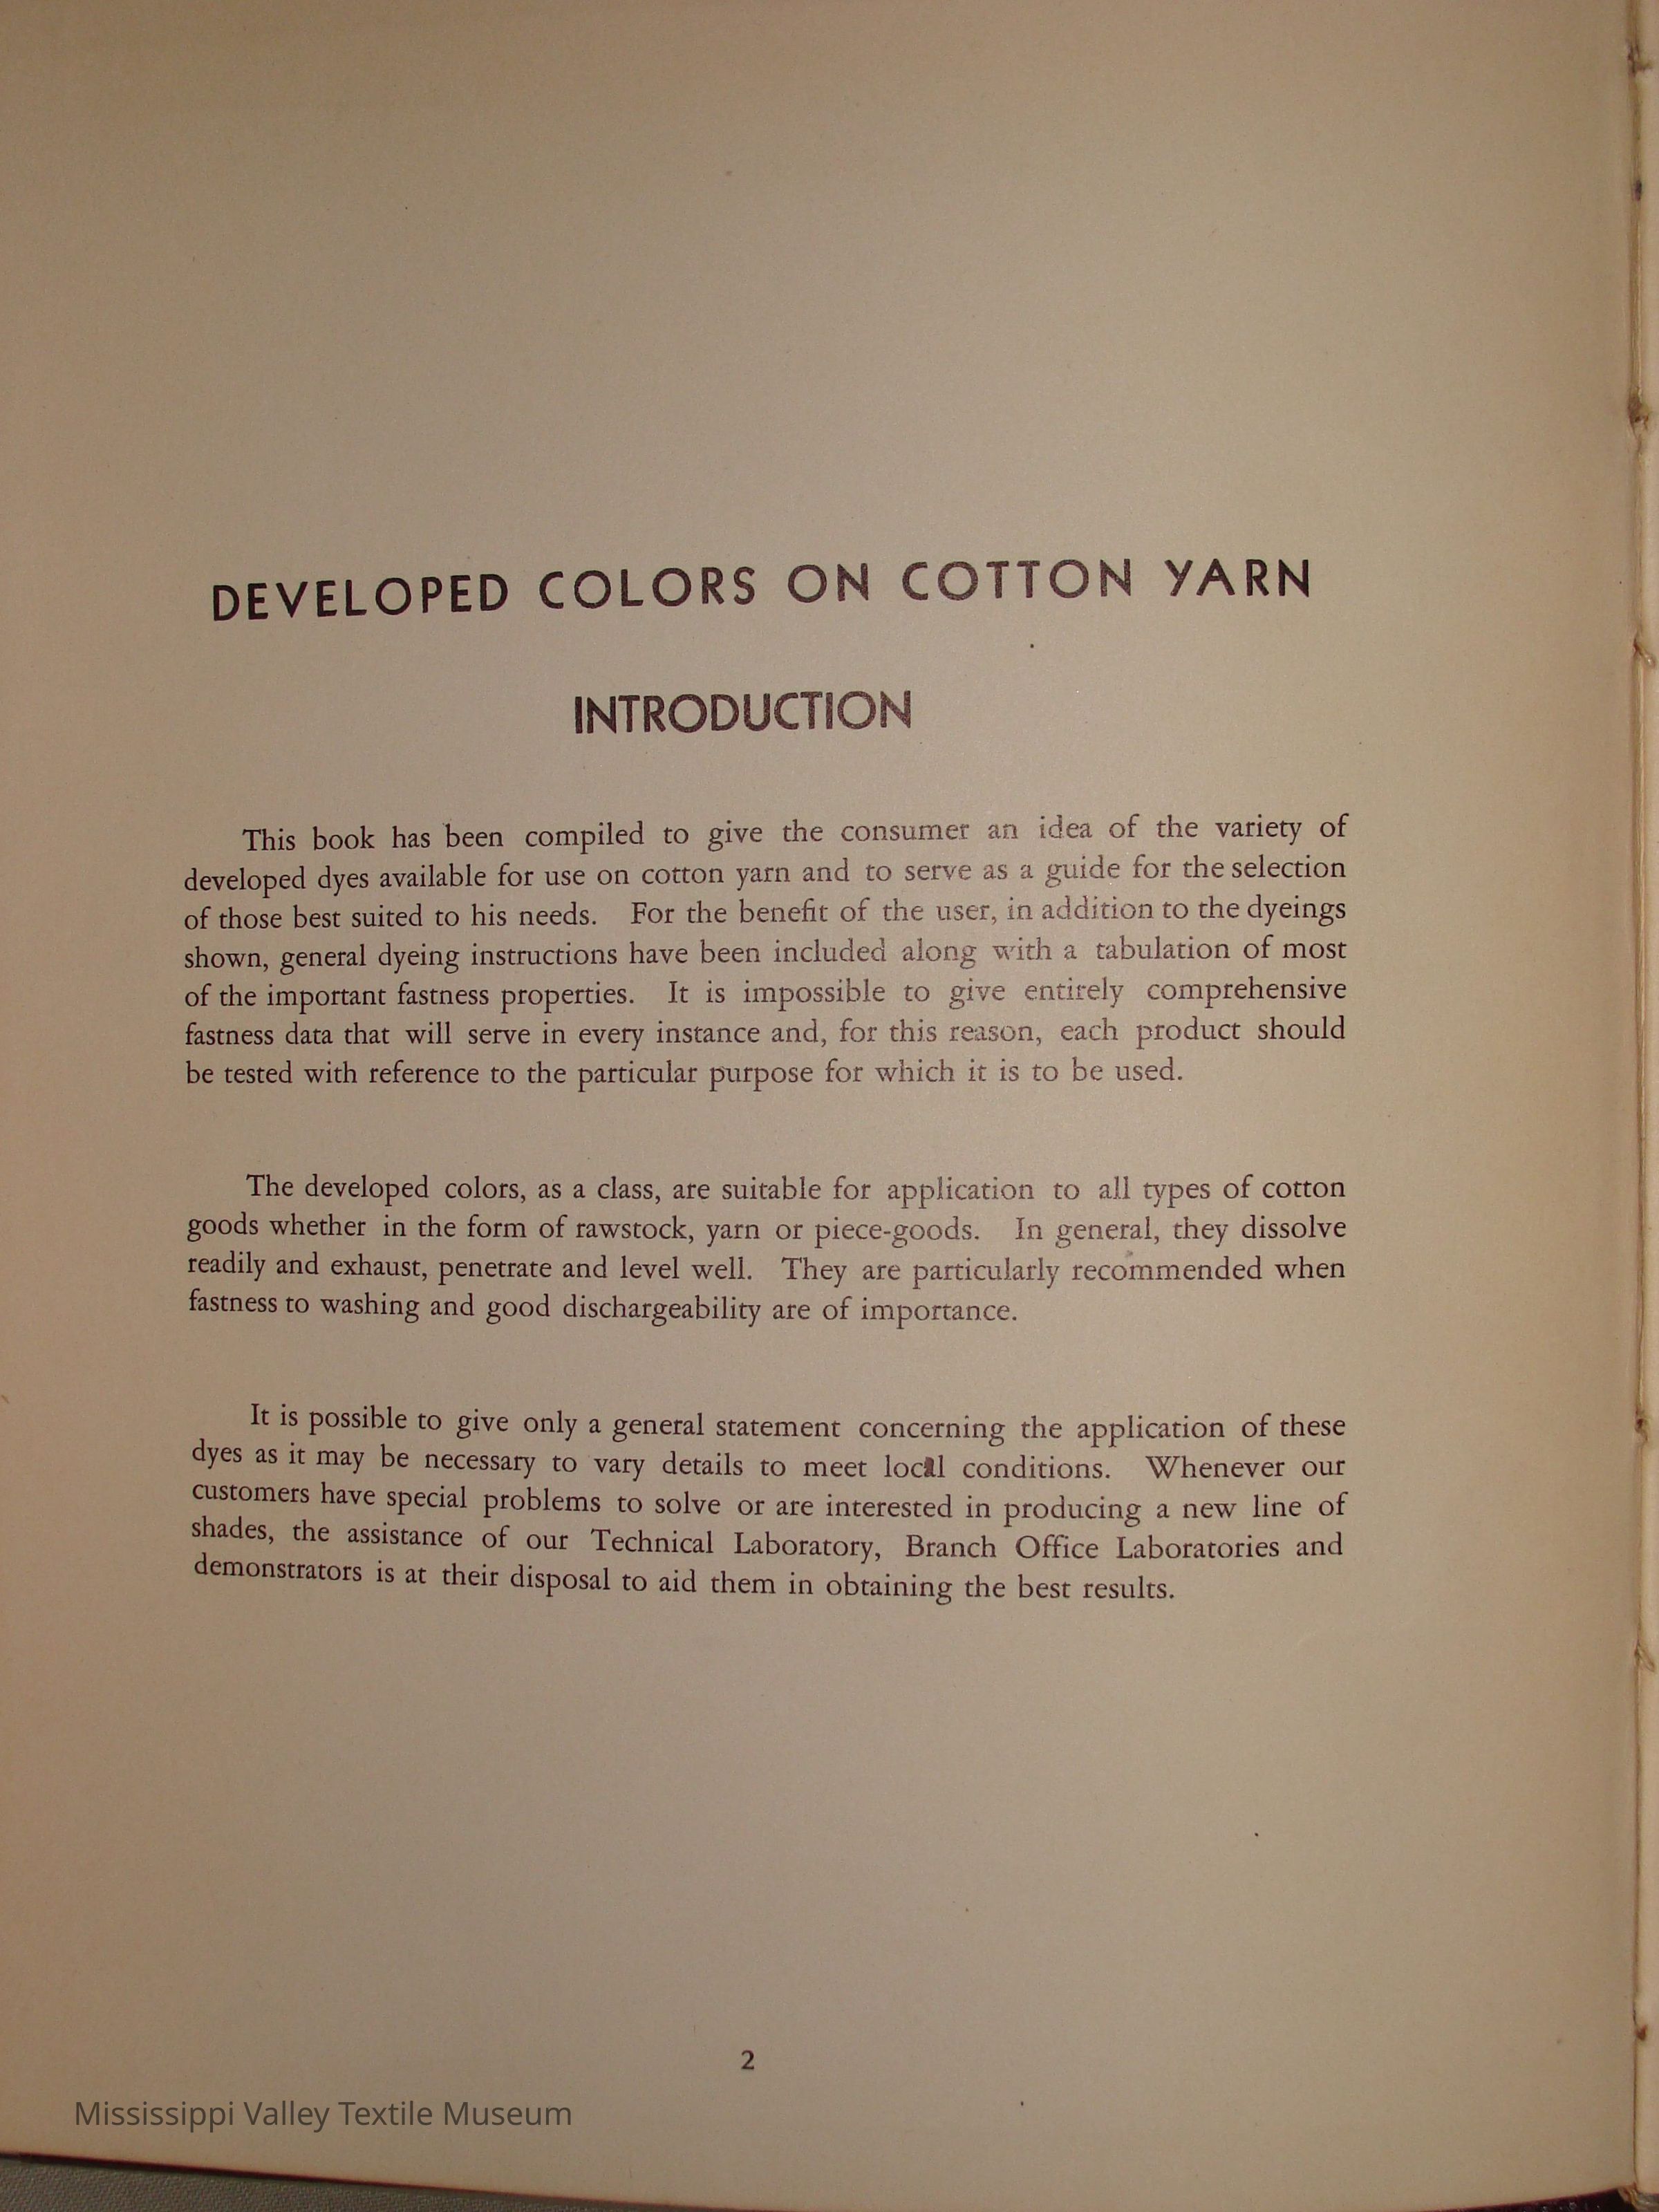 DEVELOPED COLORS ON COTTON YARN
INTRODUCTION
This book has been compiled to give the consumer an idea of the variety of
developed dyes available for use on cotton yarn and to serve as a guide for the selection
of those best suited to his needs. For the benefit of the user, in addition to the dyeings
shown, general dyeing instructions have been included along with a tabulation of most
of the important fastness properties. It is impossible to give entirely comprehensive
fastness data that will serve in every instance and, for this reason, each product should
be tested with reference to the particular purpose for which it is to be used.
The developed colors, as a class, are suitable for application to all types of cotton
goods whether in the form of rawstock, yarn or piece-goods. In general, they dissolve
readily and exhaust, penetrate and level well. They are particularly recommended when
fastness to washing and good dischargeability are of importance.
It is possible to give only a general statement concerning the application of these
dyes as it may be necessary to vary details to meet local conditions. Whenever our
customers have special problems to solve or are interested in producing a new line of
shades, the assistance of our Technical Laboratory, Branch Office Laboratories and
demonstrators is at their disposal to aid them in obtaining the best results.
2
Mississippi Valley Textile Museum